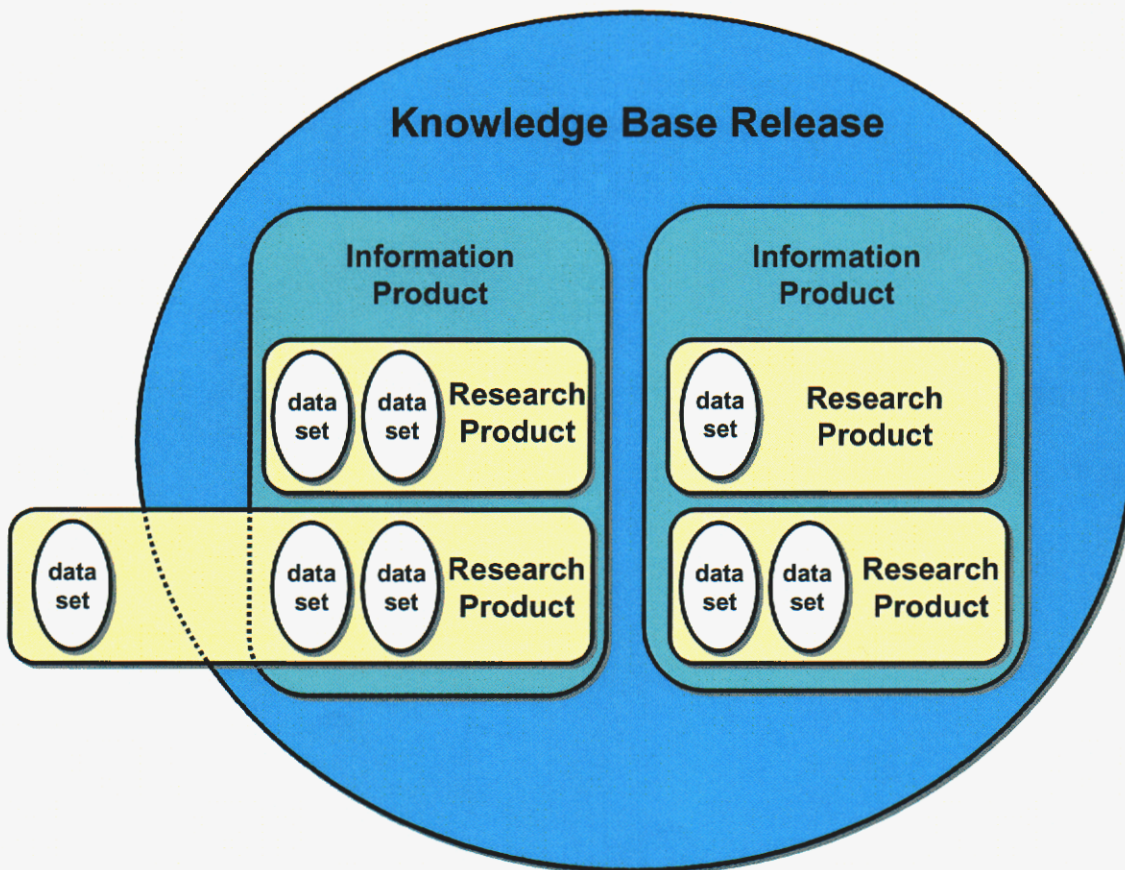 Knowledge Base Release
Information
Product
data
set
data
set
Research
Product
data
set
data
set
data
set
Research
Product
Information
Product
data
set
Research
Product
data
set
data
set
Research
Product